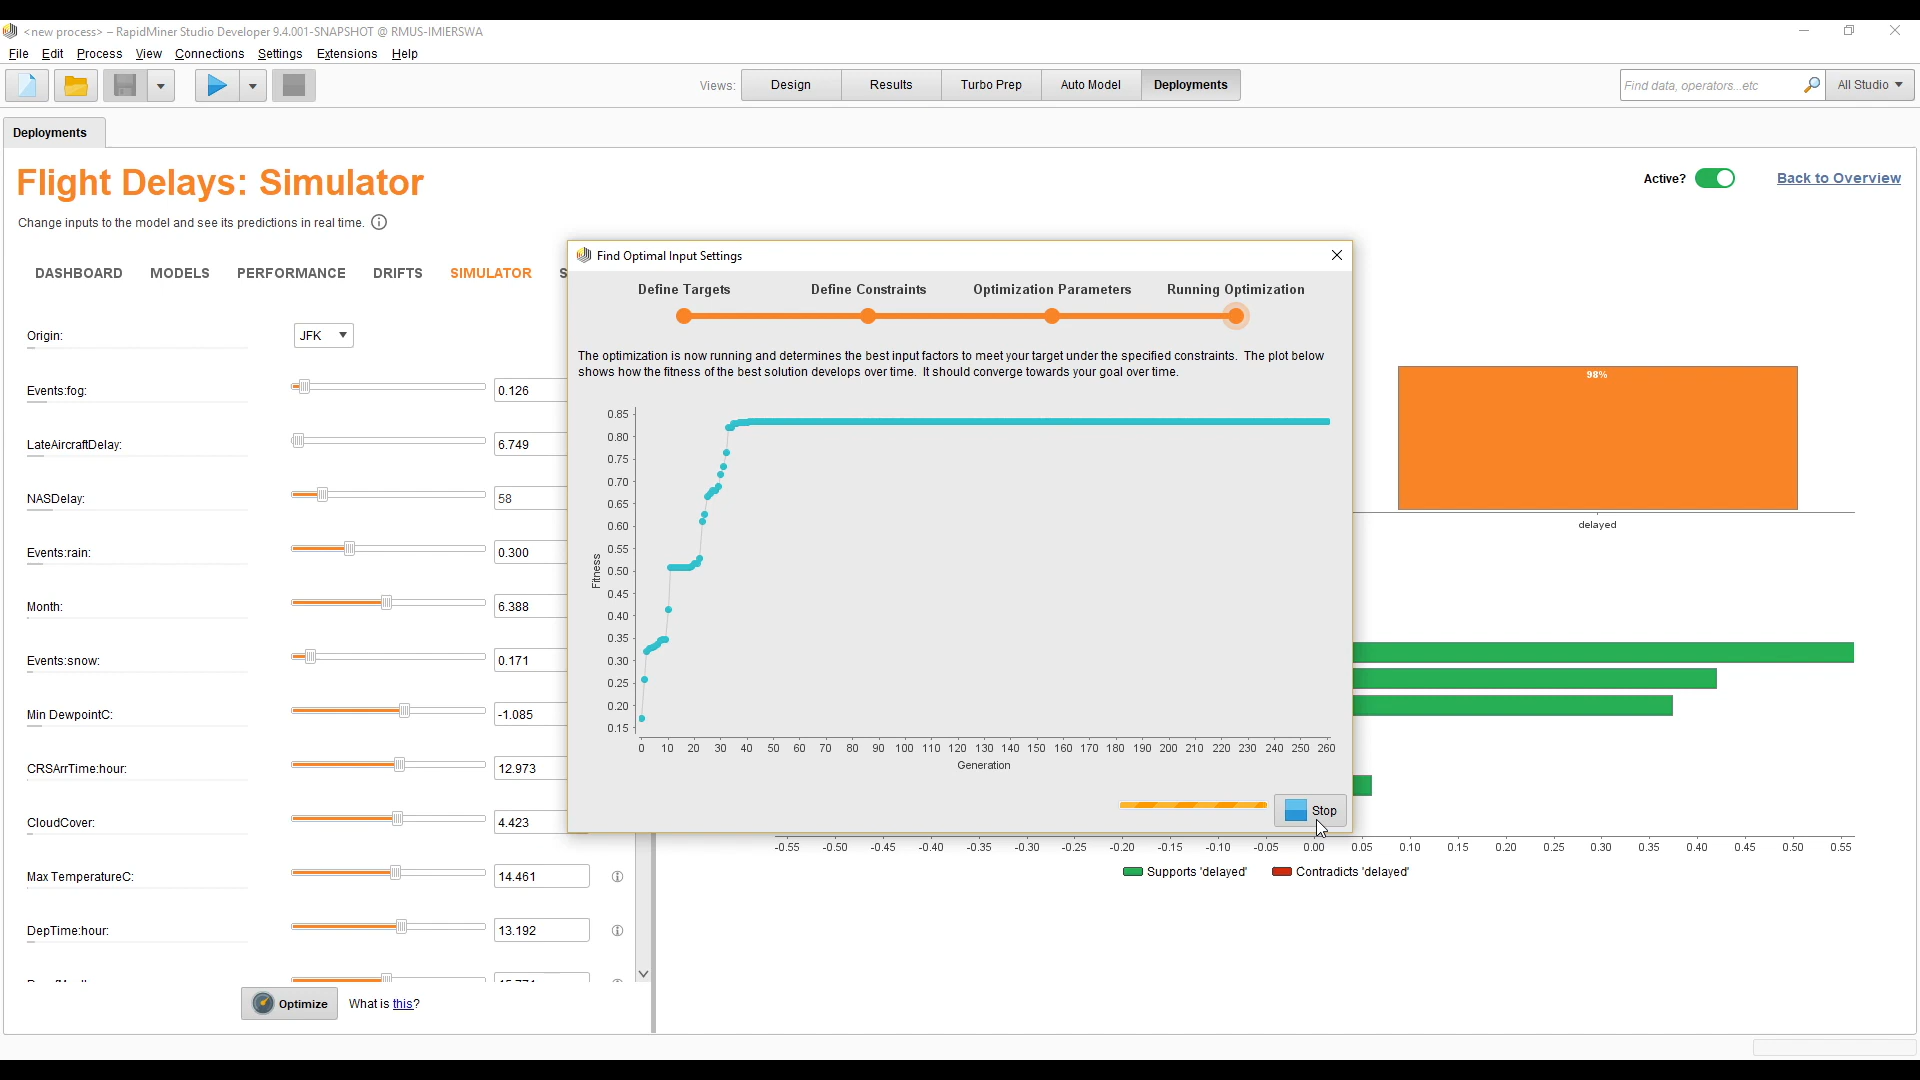 <new process> – RapidMiner Studio Developer 9.4.001-SNAPSHOT @ RMUS-IMIERSWA
File Edit Process View Connections Settings Extensions Help
Views: Design Results Turbo Prep Auto Model Deployments
Find data, operators...etc All Studio
Deployments
Flight Delays: Simulator
Active? Back to Overview
Change inputs to the model and see its predictions in real time.
DASHBOARD MODELS PERFORMANCE DRIFTS SIMULATOR
Origin: JFK
Events:fog: 0.126
LateAircraftDelay: 6.749
NASDelay: 58
Events:rain: 0.300
Month: 6.388
Events:snow: 0.171
Min DewpointC: -1.085
CRSArrTime:hour: 12.973
CloudCover: 4.423
Max TemperatureC: 14.461
DepTime:hour: 13.192
Optimize What is this?
Find Optimal Input Settings
Define Targets Define Constraints Optimization Parameters Running Optimization
The optimization is now running and determines the best input factors to meet your target under the specified constraints. The plot below
shows how the fitness of the best solution develops over time. It should converge towards your goal over time.
0.85
0.80
0.75
0.70
0.65
0.60
0.55
0.50
0.45
0.40
0.35
0.30
0.25
0.20
0.15
Fitness
0 10 20 30 40 50 60 70 80 90 100 110 120 130 140 150 160 170 180 190 200 210 220 230 240 250 260
Generation
Stop
98%
delayed
-0.55 -0.50 -0.45 -0.40 -0.35 -0.30 -0.25 -0.20 -0.15 -0.10 -0.05 0.00 0.05 0.10 0.15 0.20 0.25 0.30 0.35 0.40 0.45 0.50 0.55
Supports 'delayed' Contradicts 'delayed'